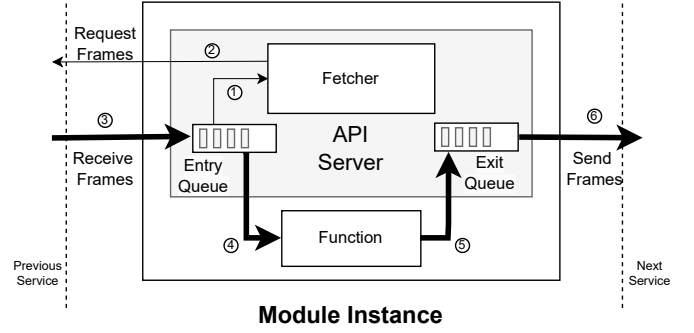 Request
Frames
②
Fetcher
①
③
⑥
API
Server
Receive
Frames
Entry
Queue
Exit
Queue
Send
Frames
④
Function
⑤
Previous
Service
Next
Service
Module Instance